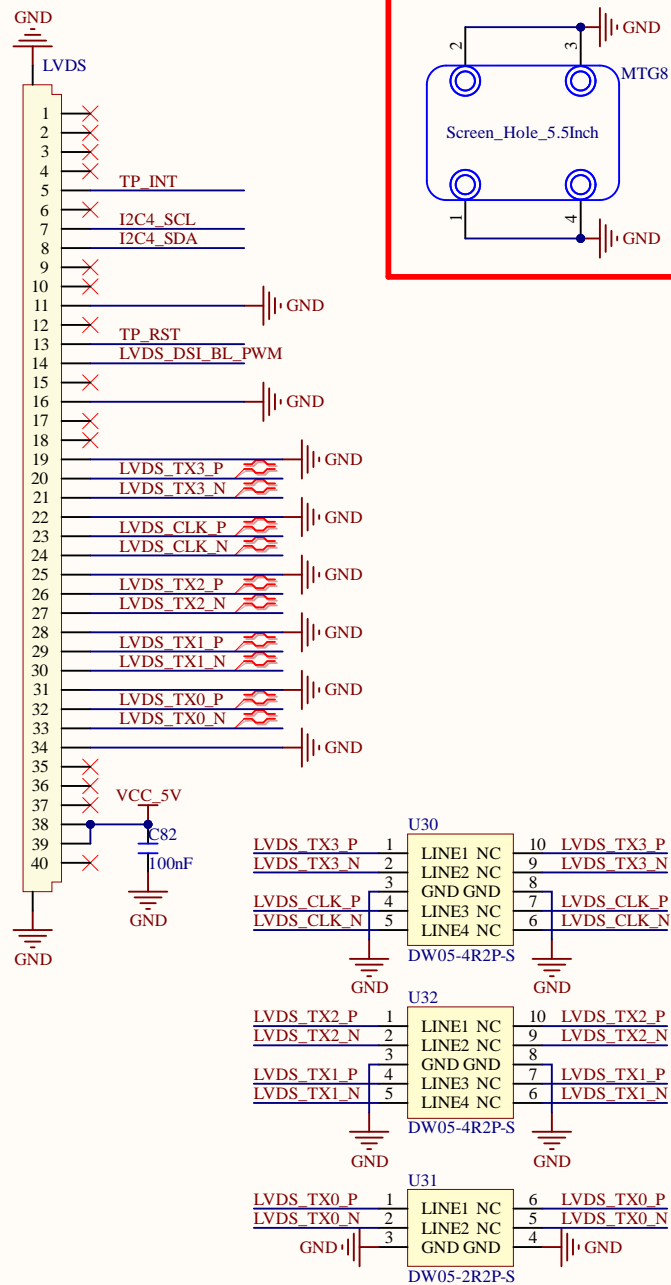 GND
LVDS
1
2
3
4
5 TP_INT
6
7 I2C4_SCL
8 I2C4_SDA
9
10
11 GND
12
13 TP_RST
14 LVDS_DSI_BL_PWM
15
16 GND
17
18
19 GND
20 LVDS_TX3_P
21 LVDS_TX3_N
22 GND
23 LVDS_CLK_P
24 LVDS_CLK_N
25 GND
26 LVDS_TX2_P
27 LVDS_TX2_N
28 GND
29 LVDS_TX1_P
30 LVDS_TX1_N
31 GND
32 LVDS_TX0_P
33 LVDS_TX0_N
34 GND
35
36
37 VCC_5V
38
39 C82
40 100nF
GND
GND
2 3 GND
MTG8
Screen_Hole_5.5Inch
1 4 GND
U30
LVDS_TX3_P 1 LINE1 NC 10 LVDS_TX3_P
LVDS_TX3_N 2 LINE2 NC 9 LVDS_TX3_N
3 GND GND 8
LVDS_CLK_P 4 LINE3 NC 7 LVDS_CLK_P
LVDS_CLK_N 5 LINE4 NC 6 LVDS_CLK_N
DW05-4R2P-S
GND GND
U32
LVDS_TX2_P 1 LINE1 NC 10 LVDS_TX2_P
LVDS_TX2_N 2 LINE2 NC 9 LVDS_TX2_N
3 GND GND 8
LVDS_TX1_P 4 LINE3 NC 7 LVDS_TX1_P
LVDS_TX1_N 5 LINE4 NC 6 LVDS_TX1_N
DW05-4R2P-S
GND GND
U31
LVDS_TX0_P 1 LINE1 NC 6 LVDS_TX0_P
LVDS_TX0_N 2 LINE2 NC 5 LVDS_TX0_N
GND 3 GND GND 4 GND
DW05-2R2P-S